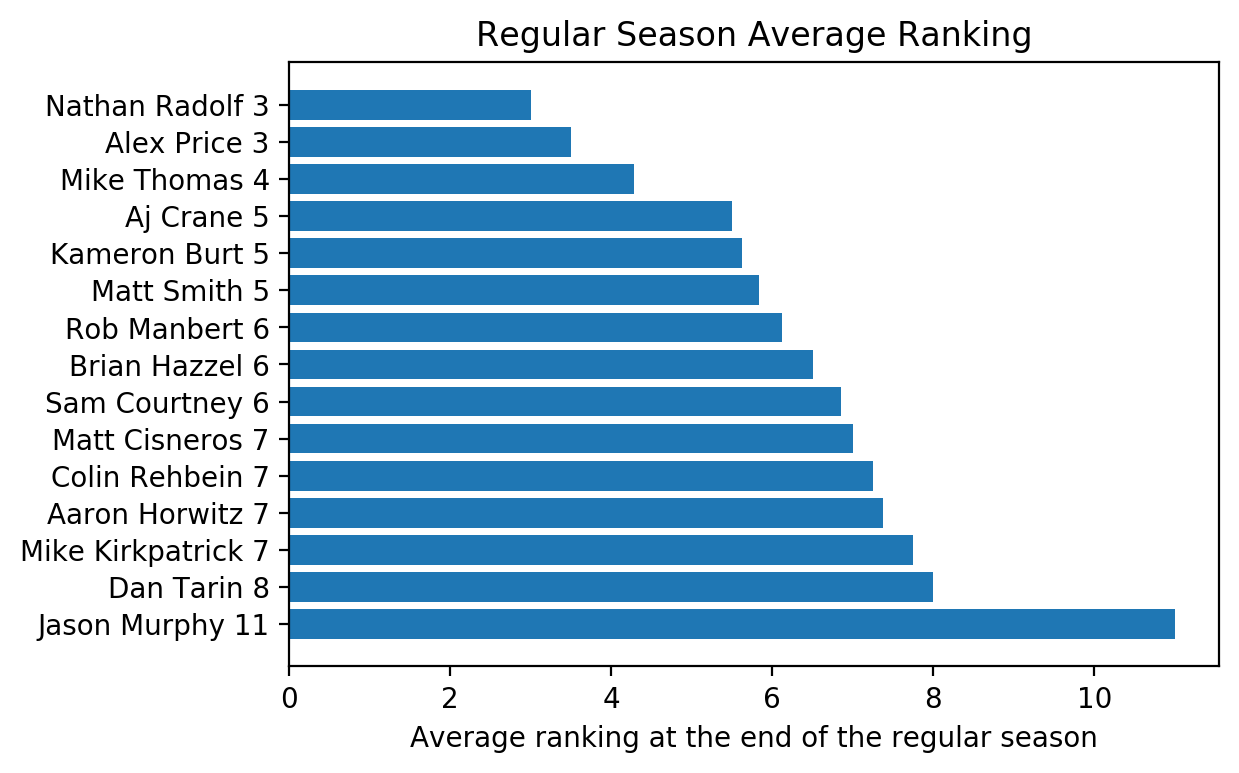 Regular Season Average Ranking
Nathan Radolf 3
Alex Price 3
Mike Thomas 4
Aj Crane 5
Kameron Burt 5
Matt Smith 5
Rob Manbert 6
Brian Hazzel 6
Sam Courtney 6
Matt Cisneros 7
Colin Rehbein 7
Aaron Horwitz 7
Mike Kirkpatrick 7
Dan Tarin 8
Jason Murphy 11
0 2 4 6 8 10
Average ranking at the end of the regular season